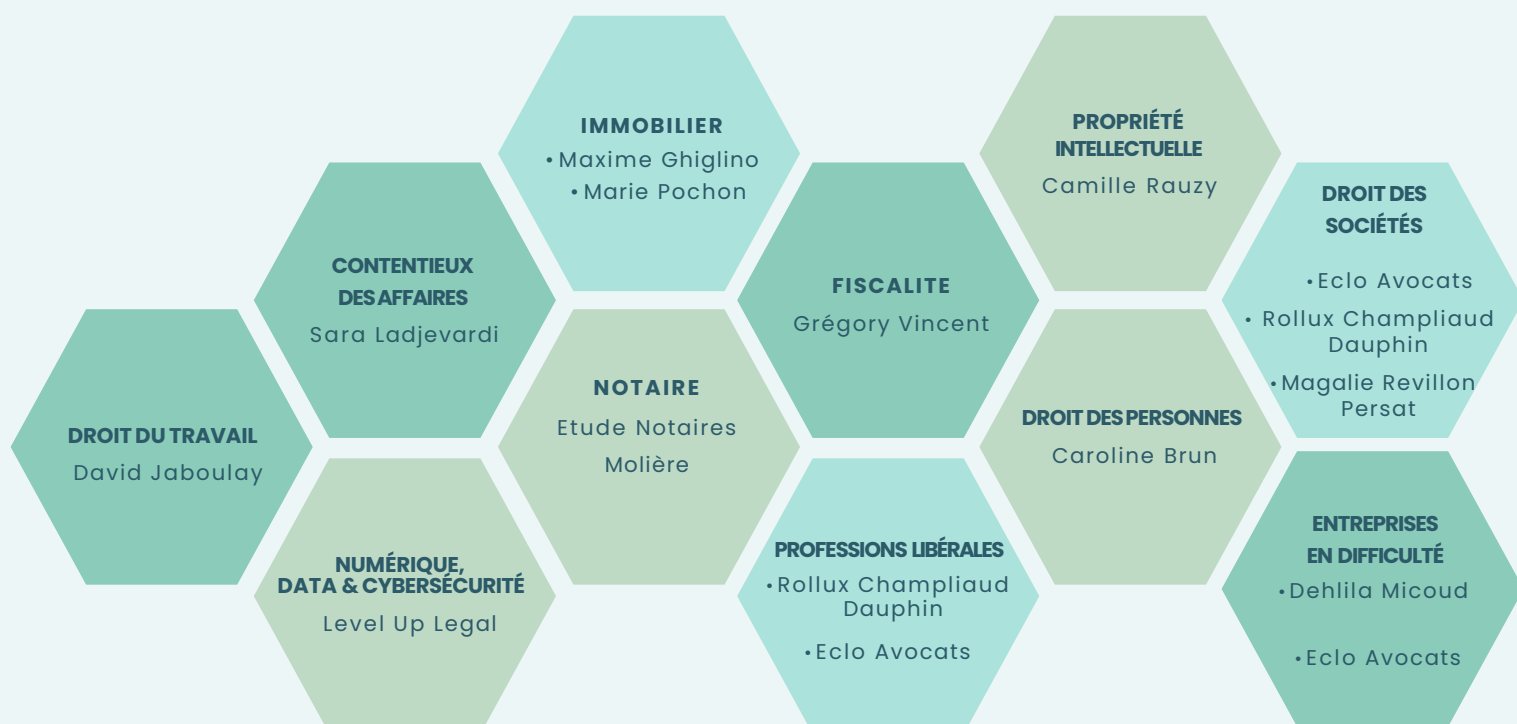 IMMOBILIER
• Maxime Ghiglino
• Marie Pochon
PROPRIÉTÉ
INTELLECTUELLE
Camille Rauzy
DROIT DES
SOCIÉTÉS
• Eclo Avocats
• Rollux Champliaud
Dauphin
• Magalie Revillon
Persat
CONTENTIEUX
DES AFFAIRES
Sara Ladjevardi
FISCALITE
Grégory Vincent
NOTAIRE
Etude Notaires
Molière
DROIT DES PERSONNES
Caroline Brun
DROIT DU TRAVAIL
David Jaboulay
NUMÉRIQUE,
DATA & CYBERSÉCURITÉ
Level Up Legal
PROFESSIONS LIBÉRALES
• Rollux Champliaud
Dauphin
• Eclo Avocats
ENTREPRISES
EN DIFFICULTÉ
• Dehlila Micoud
• Eclo Avocats